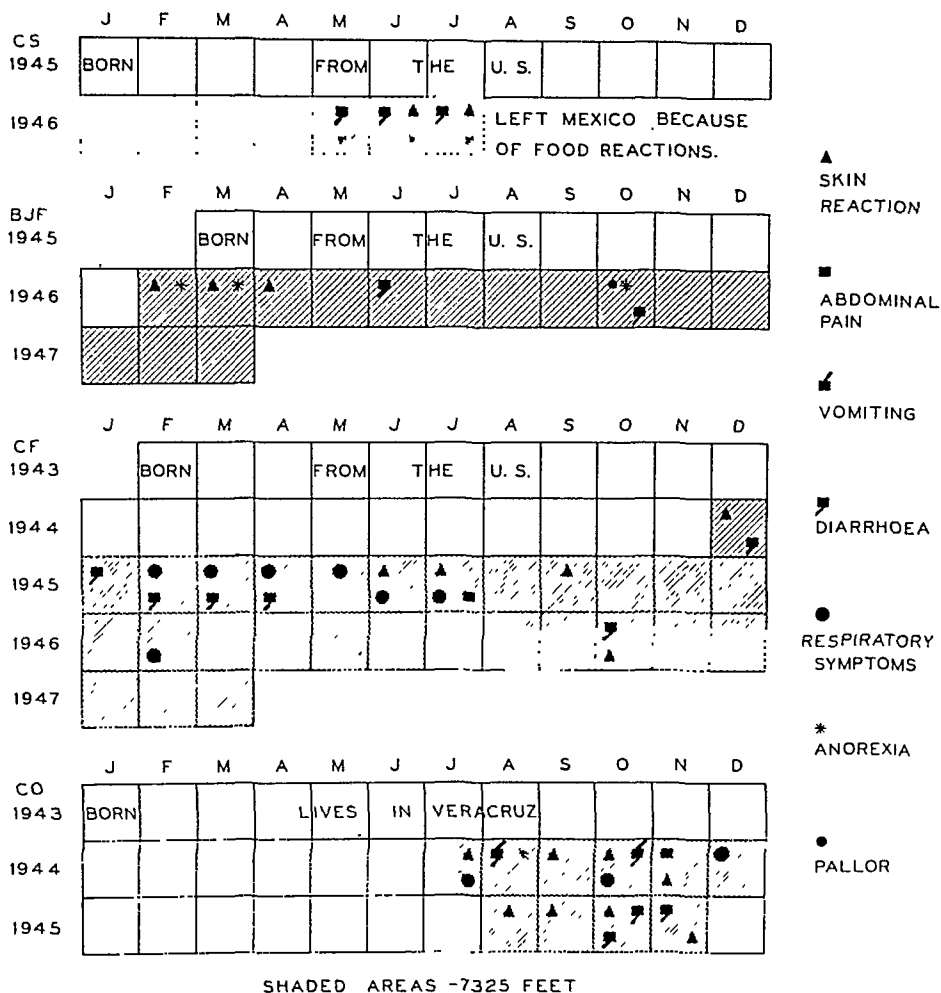 J F M A M J J A S O N D
CS
1945 BORN FROM THE U. S.
1946 LEFT MEXICO BECAUSE
OF FOOD REACTIONS.
J F M A M J J A S O N D
BJF
1945 BORN FROM THE U. S.
1946
1947
J F M A M J J A S O N D
CF
1943 BORN FROM THE U. S.
1944
1945
1946
1947
J F M A M J J A S O N D
CO
1943 BORN LIVES IN VERACRUZ
1944
1945
SHADED AREAS -7325 FEET
SKIN
REACTION
ABDOMINAL
PAIN
VOMITING
DIARRHOEA
RESPIRATORY
SYMPTOMS
ANOREXIA
PALLOR